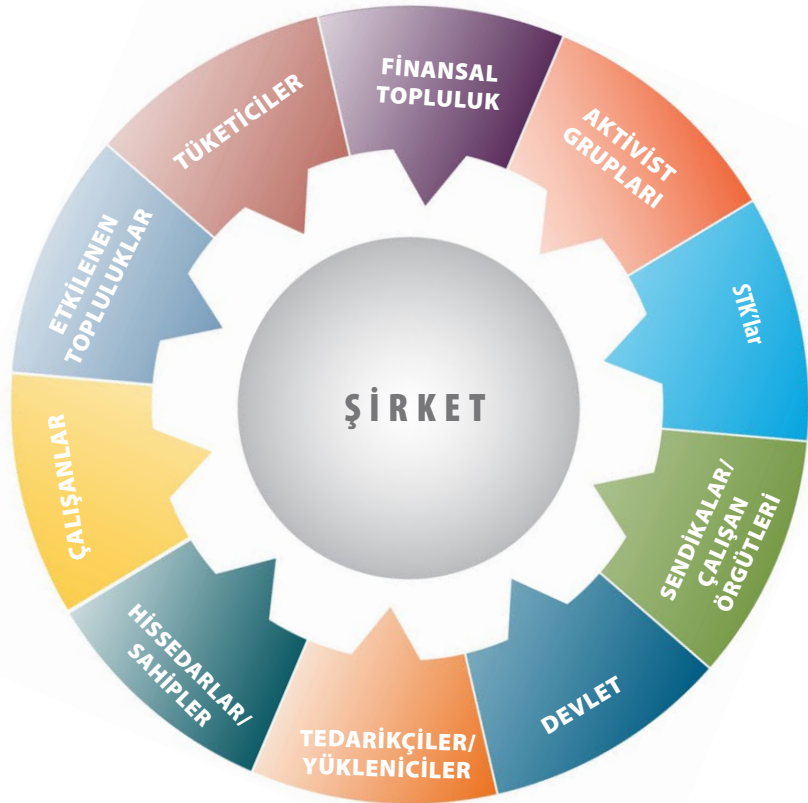 FİNANSAL
TOPLULUK
AKTİVİST
GRUPLARI
STK'lar
SENDİKALAR/
ÇALIŞAN
ÖRGÜTLERİ
DEVLET
TEDARİKÇİLER/
YÜKLENİCİLER
HİSSEDARLAR/
SAHİPLER
ÇALIŞANLAR
ETKİLENEN
TOPLULUKLAR
TÜKETİCİLER
ŞİRKET